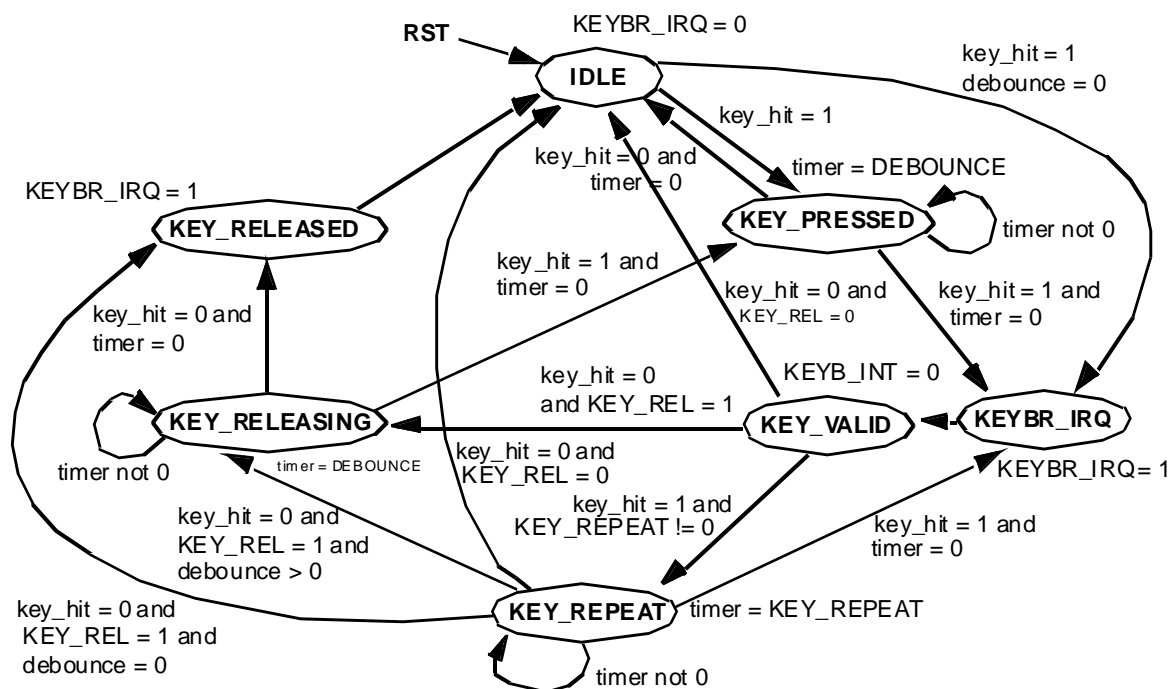 KEYBR_IRQ = 0
RST
IDLE
key_hit = 1
debounce = 0
key_hit = 1
key_hit = 0 and
timer = 0
timer = DEBOUNCE
KEYBR_IRQ = 1
KEY_RELEASED
KEY_PRESSED
timer not 0
key_hit = 1 and
timer = 0
key_hit = 0 and
KEY_REL = 0
key_hit = 1 and
timer = 0
key_hit = 0 and
timer = 0
key_hit = 0
and KEY_REL = 1
KEYB_INT = 0
KEY_RELEASING
KEY_VALID
KEYBR_IRQ
timer not 0
timer = DEBOUNCE
key_hit = 0 and
KEY_REL = 0
KEYBR_IRQ= 1
key_hit = 1 and
KEY_REPEAT != 0
key_hit = 0 and
KEY_REL = 1 and
debounce > 0
key_hit = 1 and
timer = 0
key_hit = 0 and
KEY_REL = 1 and
debounce = 0
KEY_REPEAT
timer = KEY_REPEAT
timer not 0